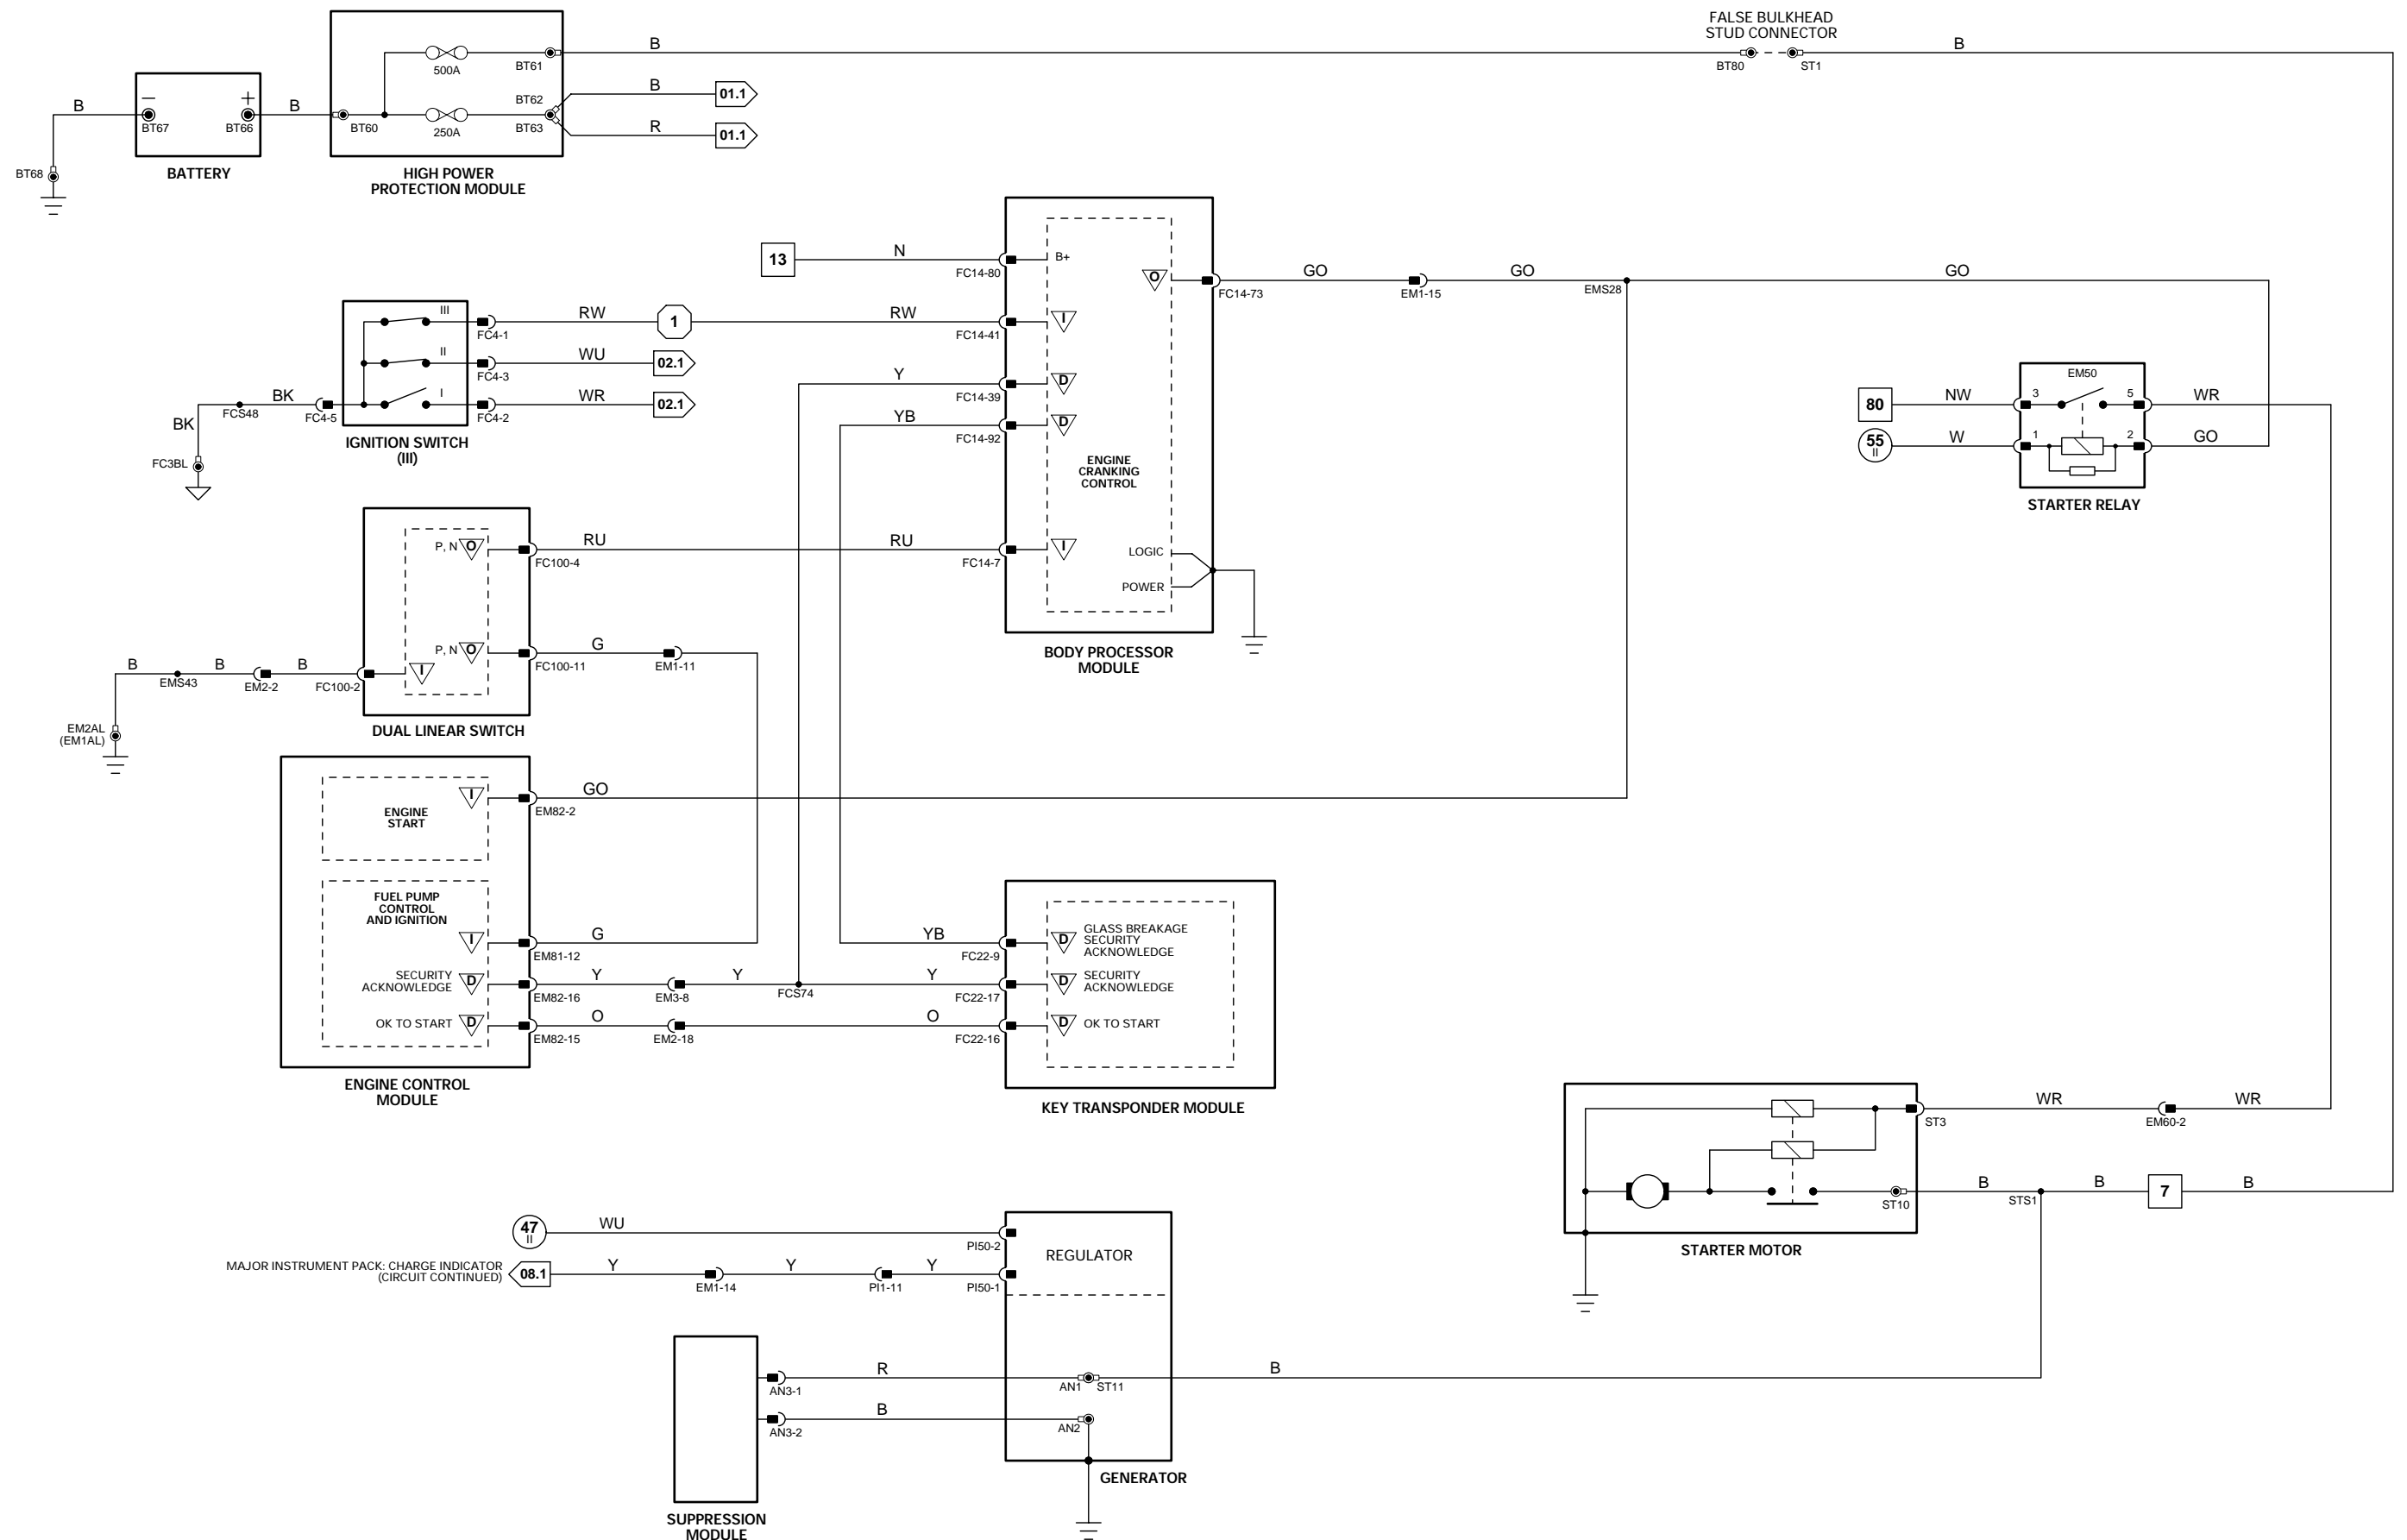 FALSE BULKHEAD
STUD CONNECTOR
B
B
500A
BT61
BT80
ST1
B
B
B
01.1
BT62
− +
BT67
BT66
BT60
250A
BT63
R
01.1
BATTERY
HIGH POWER
PROTECTION MODULE
BT68
13
N
FC14-80
B+
O
FC14-73
GO
EM1-15
GO
EMS28
GO
III
FC4-1
RW
1
RW
FC14-41
I
II
FC4-3
WU
02.1
I
FC4-2
WR
02.1
BK
FCS48
BK
FC4-5
FC3BL
IGNITION SWITCH
(III)
Y
FC14-39
D
YB
FC14-92
D
ENGINE
CRANKING
CONTROL
EM50
80
NW
3
5
WR
55
II
W
1
2
GO
STARTER RELAY
P, N
O
FC100-4
RU
RU
FC14-7
I
LOGIC
POWER
BODY PROCESSOR
MODULE
P, N
O
FC100-11
G
EM1-11
B
EMS43
B
EM2-2
B
FC100-2
I
EM2AL
(EM1AL)
DUAL LINEAR SWITCH
ENGINE
START
I
EM82-2
GO
FUEL PUMP
CONTROL
AND IGNITION
I
EM81-12
G
SECURITY
ACKNOWLEDGE
D
EM82-16
Y
EM3-8
Y
FCS74
Y
OK TO START
D
EM82-15
O
EM2-18
O
ENGINE CONTROL
MODULE
YB
FC22-9
D
GLASS BREAKAGE
SECURITY
ACKNOWLEDGE
FC22-17
D
SECURITY
ACKNOWLEDGE
FC22-16
D
OK TO START
KEY TRANSPONDER MODULE
ST3
WR
EM60-2
WR
ST10
B
STS1
B
7
B
STARTER MOTOR
47
II
WU
PI50-2
REGULATOR
MAJOR INSTRUMENT PACK: CHARGE INDICATOR
(CIRCUIT CONTINUED)
08.1
Y
EM1-14
Y
PI1-11
Y
PI50-1
AN3-1
R
AN1
ST11
B
AN3-2
B
AN2
GENERATOR
SUPPRESSION
MODULE